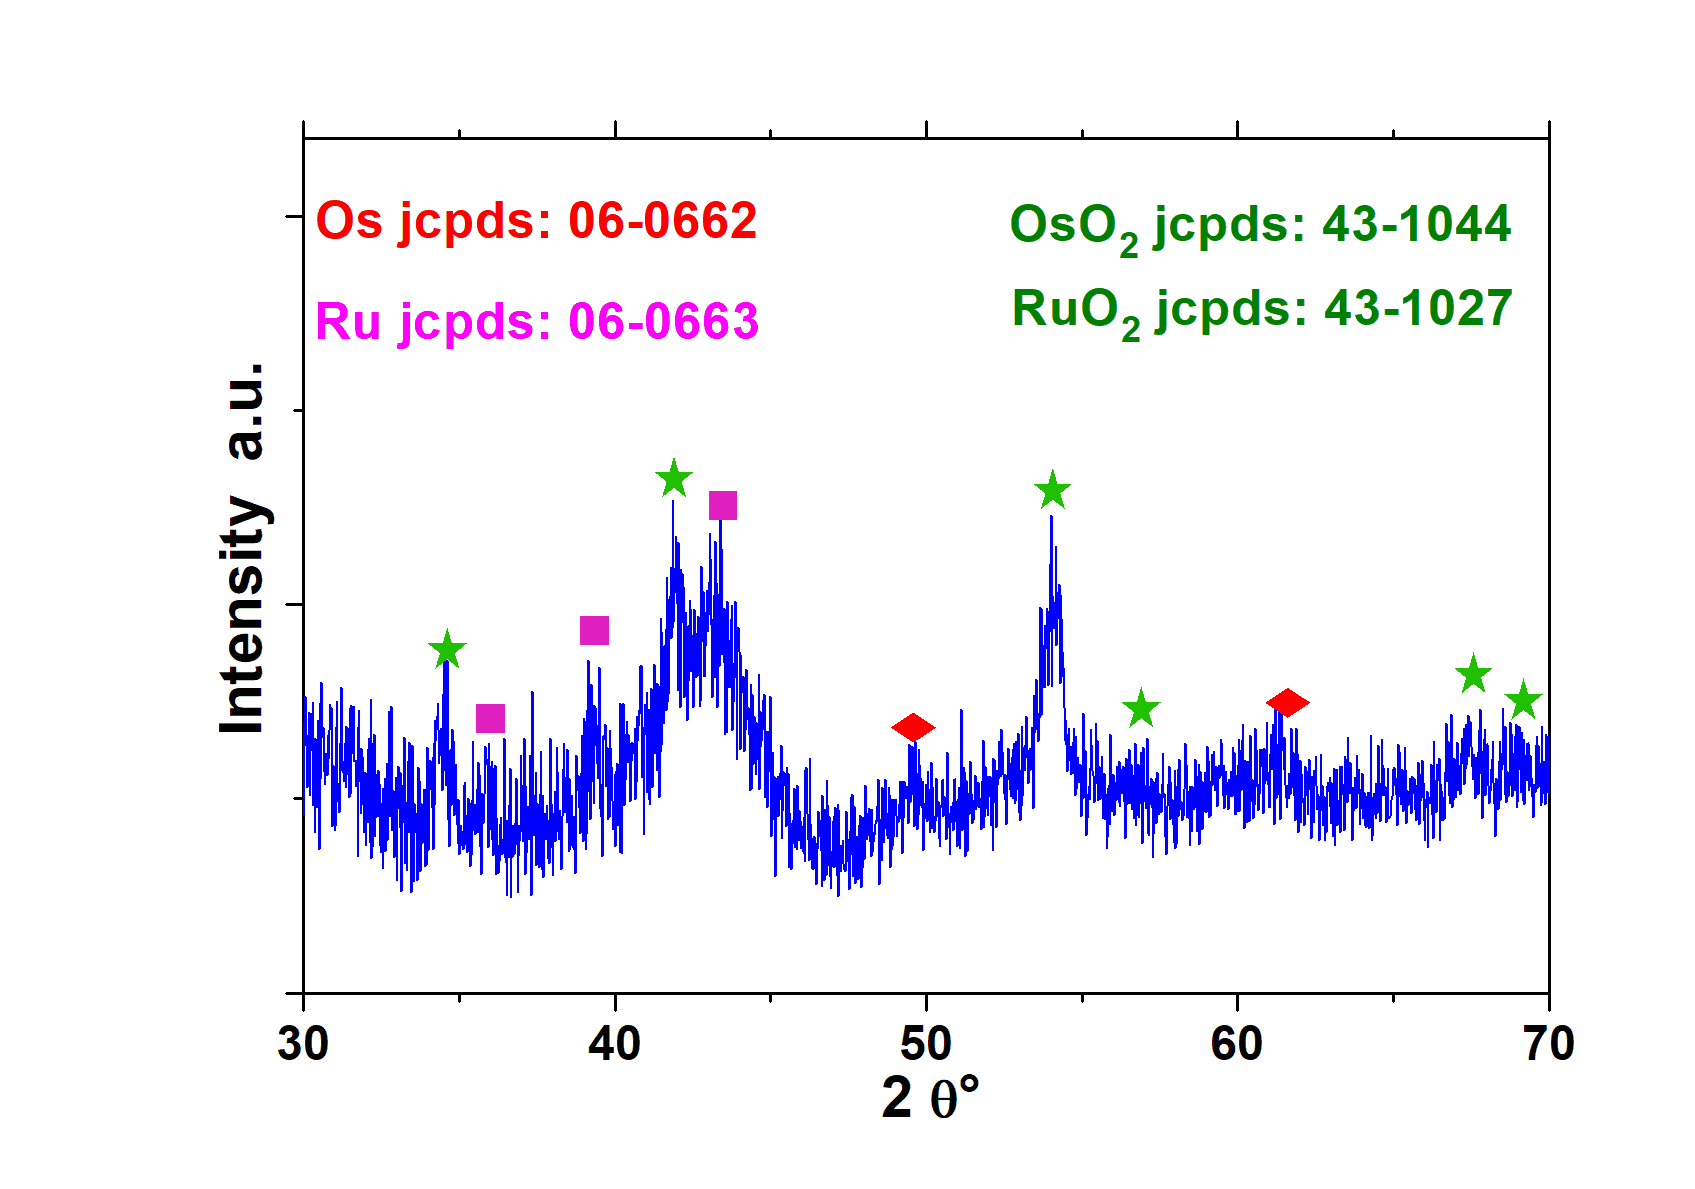 Os jcpds: 06-0662
OsO₂ jcpds: 43-1044
Ru jcpds: 06-0663
RuO₂ jcpds: 43-1027
Intensity a.u.
30 40 50 60 70
2 θ°